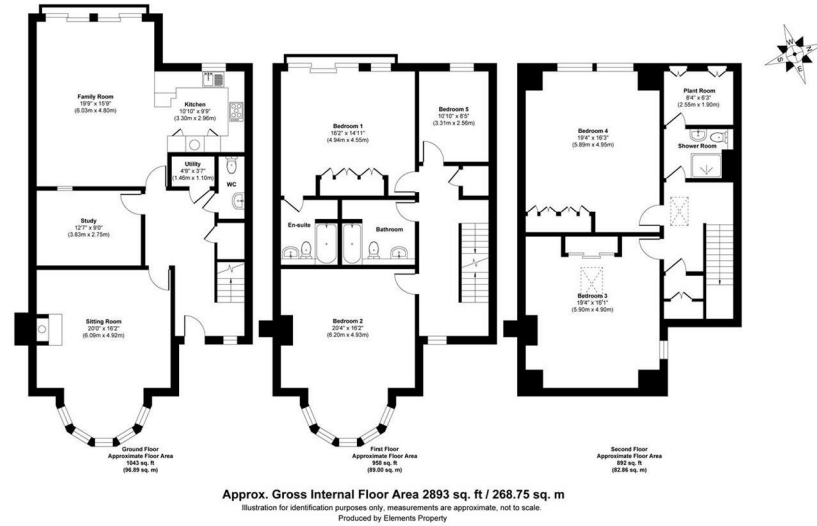 Family Room
19'9" x 15'9"
(6.03m x 4.80m)
Kitchen
10'10" x 9'9"
(3.30m x 2.96m)
Utility
4'9" x 3'7"
(1.46m x 1.10m)
WC
Study
12'7" x 9'0"
(3.83m x 2.75m)
Sitting Room
20'0" x 16'2"
(6.09m x 4.92m)
Ground Floor
Approximate Floor Area
1043 sq. ft
(96.89 sq. m)
Bedroom 1
16'2" x 14'11"
(4.94m x 4.55m)
Bedroom 5
10'10" x 8'5"
(3.31m x 2.56m)
En-suite
Bathroom
Bedroom 2
20'4" x 16'2"
(6.20m x 4.93m)
First Floor
Approximate Floor Area
958 sq. ft
(89.00 sq. m)
Bedroom 4
19'4" x 16'3"
(5.89m x 4.95m)
Plant Room
8'4" x 6'3"
(2.55m x 1.90m)
Shower Room
Bedroom 3
19'4" x 16'1"
(5.90m x 4.90m)
Second Floor
Approximate Floor Area
892 sq. ft
(82.86 sq. m)
W
N
S
E
Approx. Gross Internal Floor Area 2893 sq. ft / 268.75 sq. m
Illustration for identification purposes only, measurements are approximate, not to scale.
Produced by Elements Property